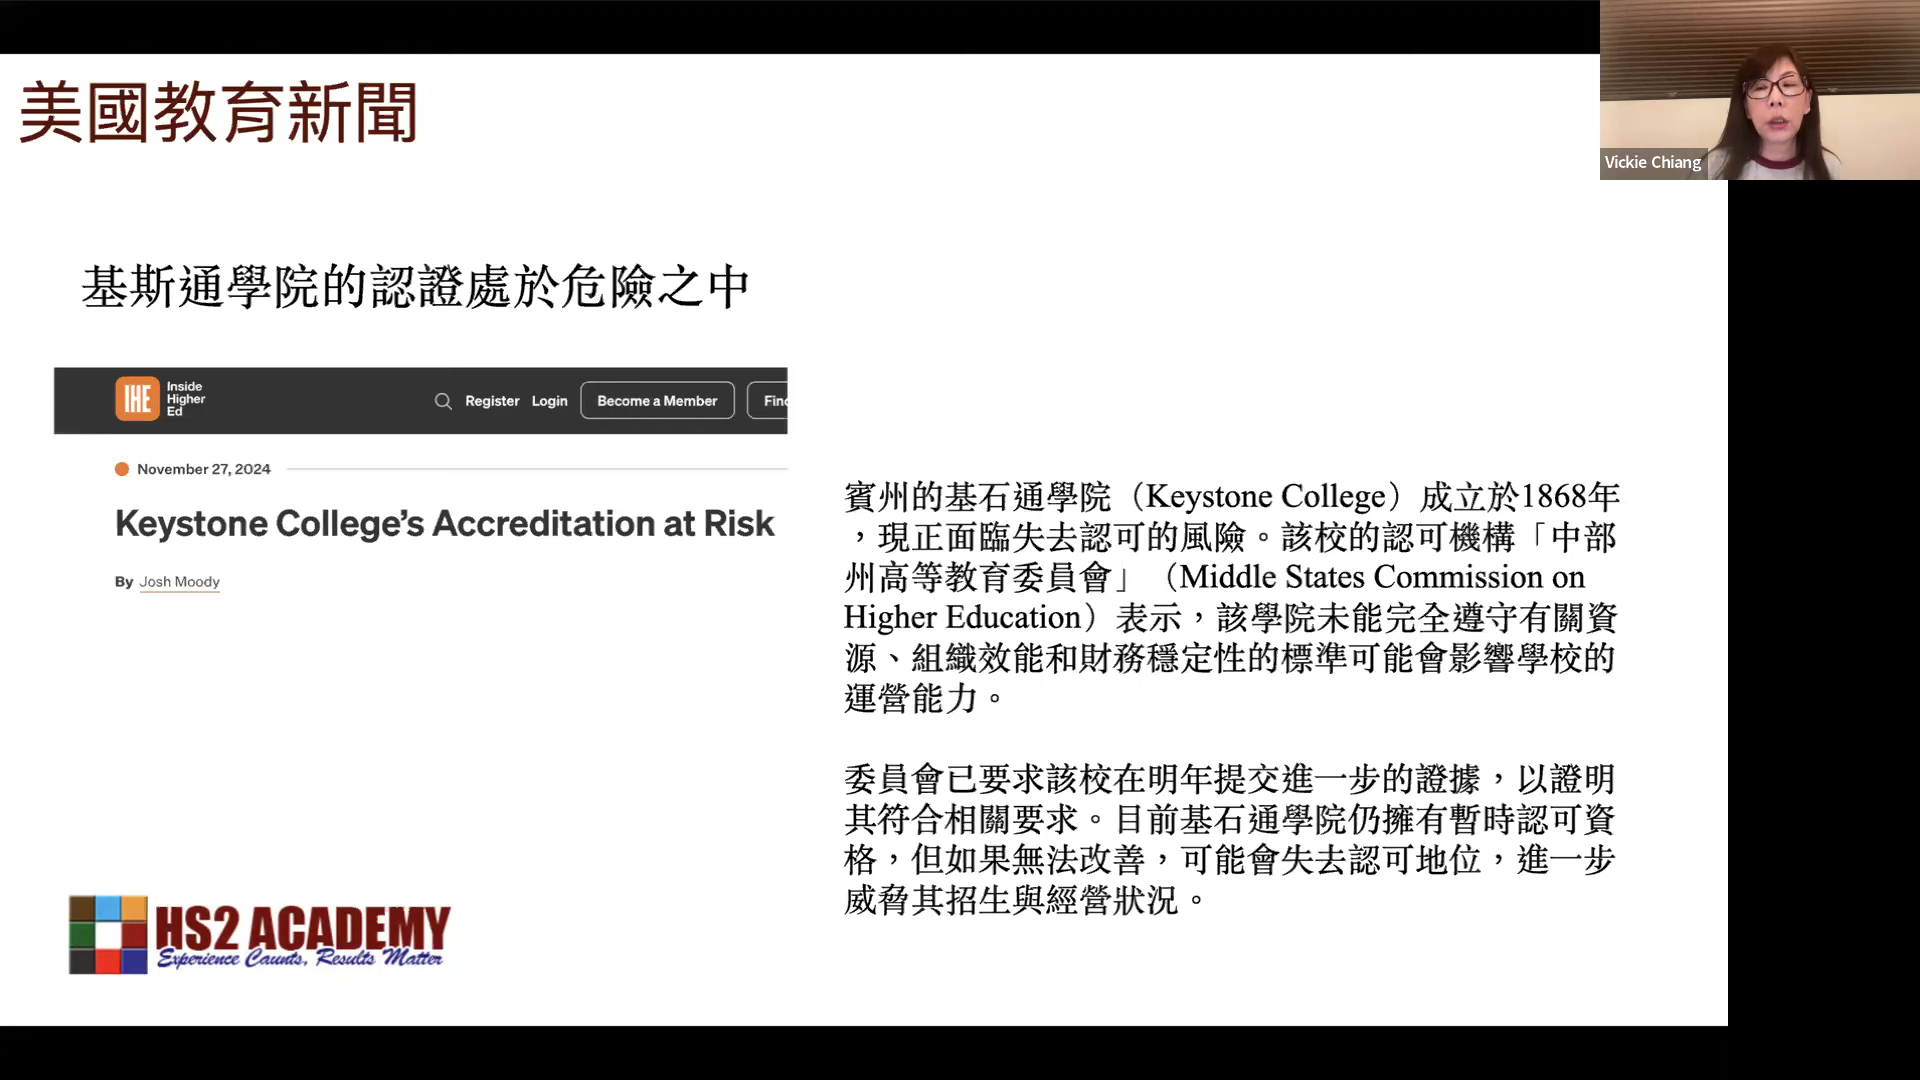 美國教育新聞
Vickie Chiang
基斯通學院的認證處於危險之中
IHE
Inside
Higher
Ed
Register Login Become a Member Find
November 27, 2024
Keystone College's Accreditation at Risk
By Josh Moody
賓州的基石通學院（Keystone College）成立於1868年
，現正面臨失去認可的風險。該校的認可機構「中部
州高等教育委員會」（Middle States Commission on
Higher Education）表示，該學院未能完全遵守有關資
源、組織效能和財務穩定性的標準可能會影響學校的
運營能力。
委員會已要求該校在明年提交進一步的證據，以證明
其符合相關要求。目前基石通學院仍擁有暫時認可資
格，但如果無法改善，可能會失去認可地位，進一步
威脅其招生與經營狀況。
HS2 ACADEMY
Experience Counts, Results Matter